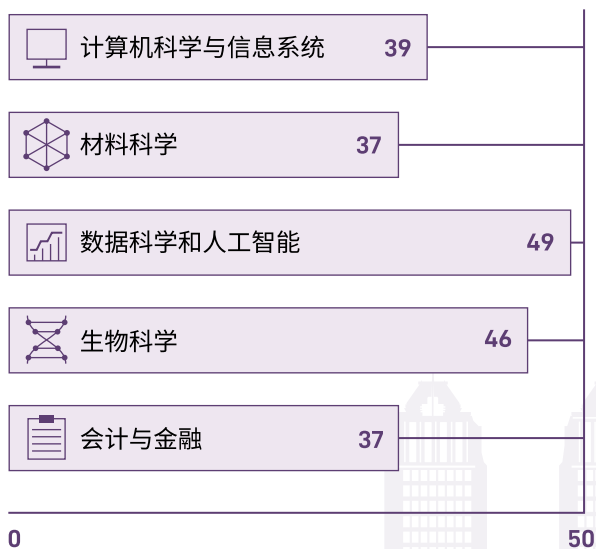 计算机科学与信息系统 39
材料科学 37
数据科学和人工智能 49
生物科学 46
会计与金融 37
0 50